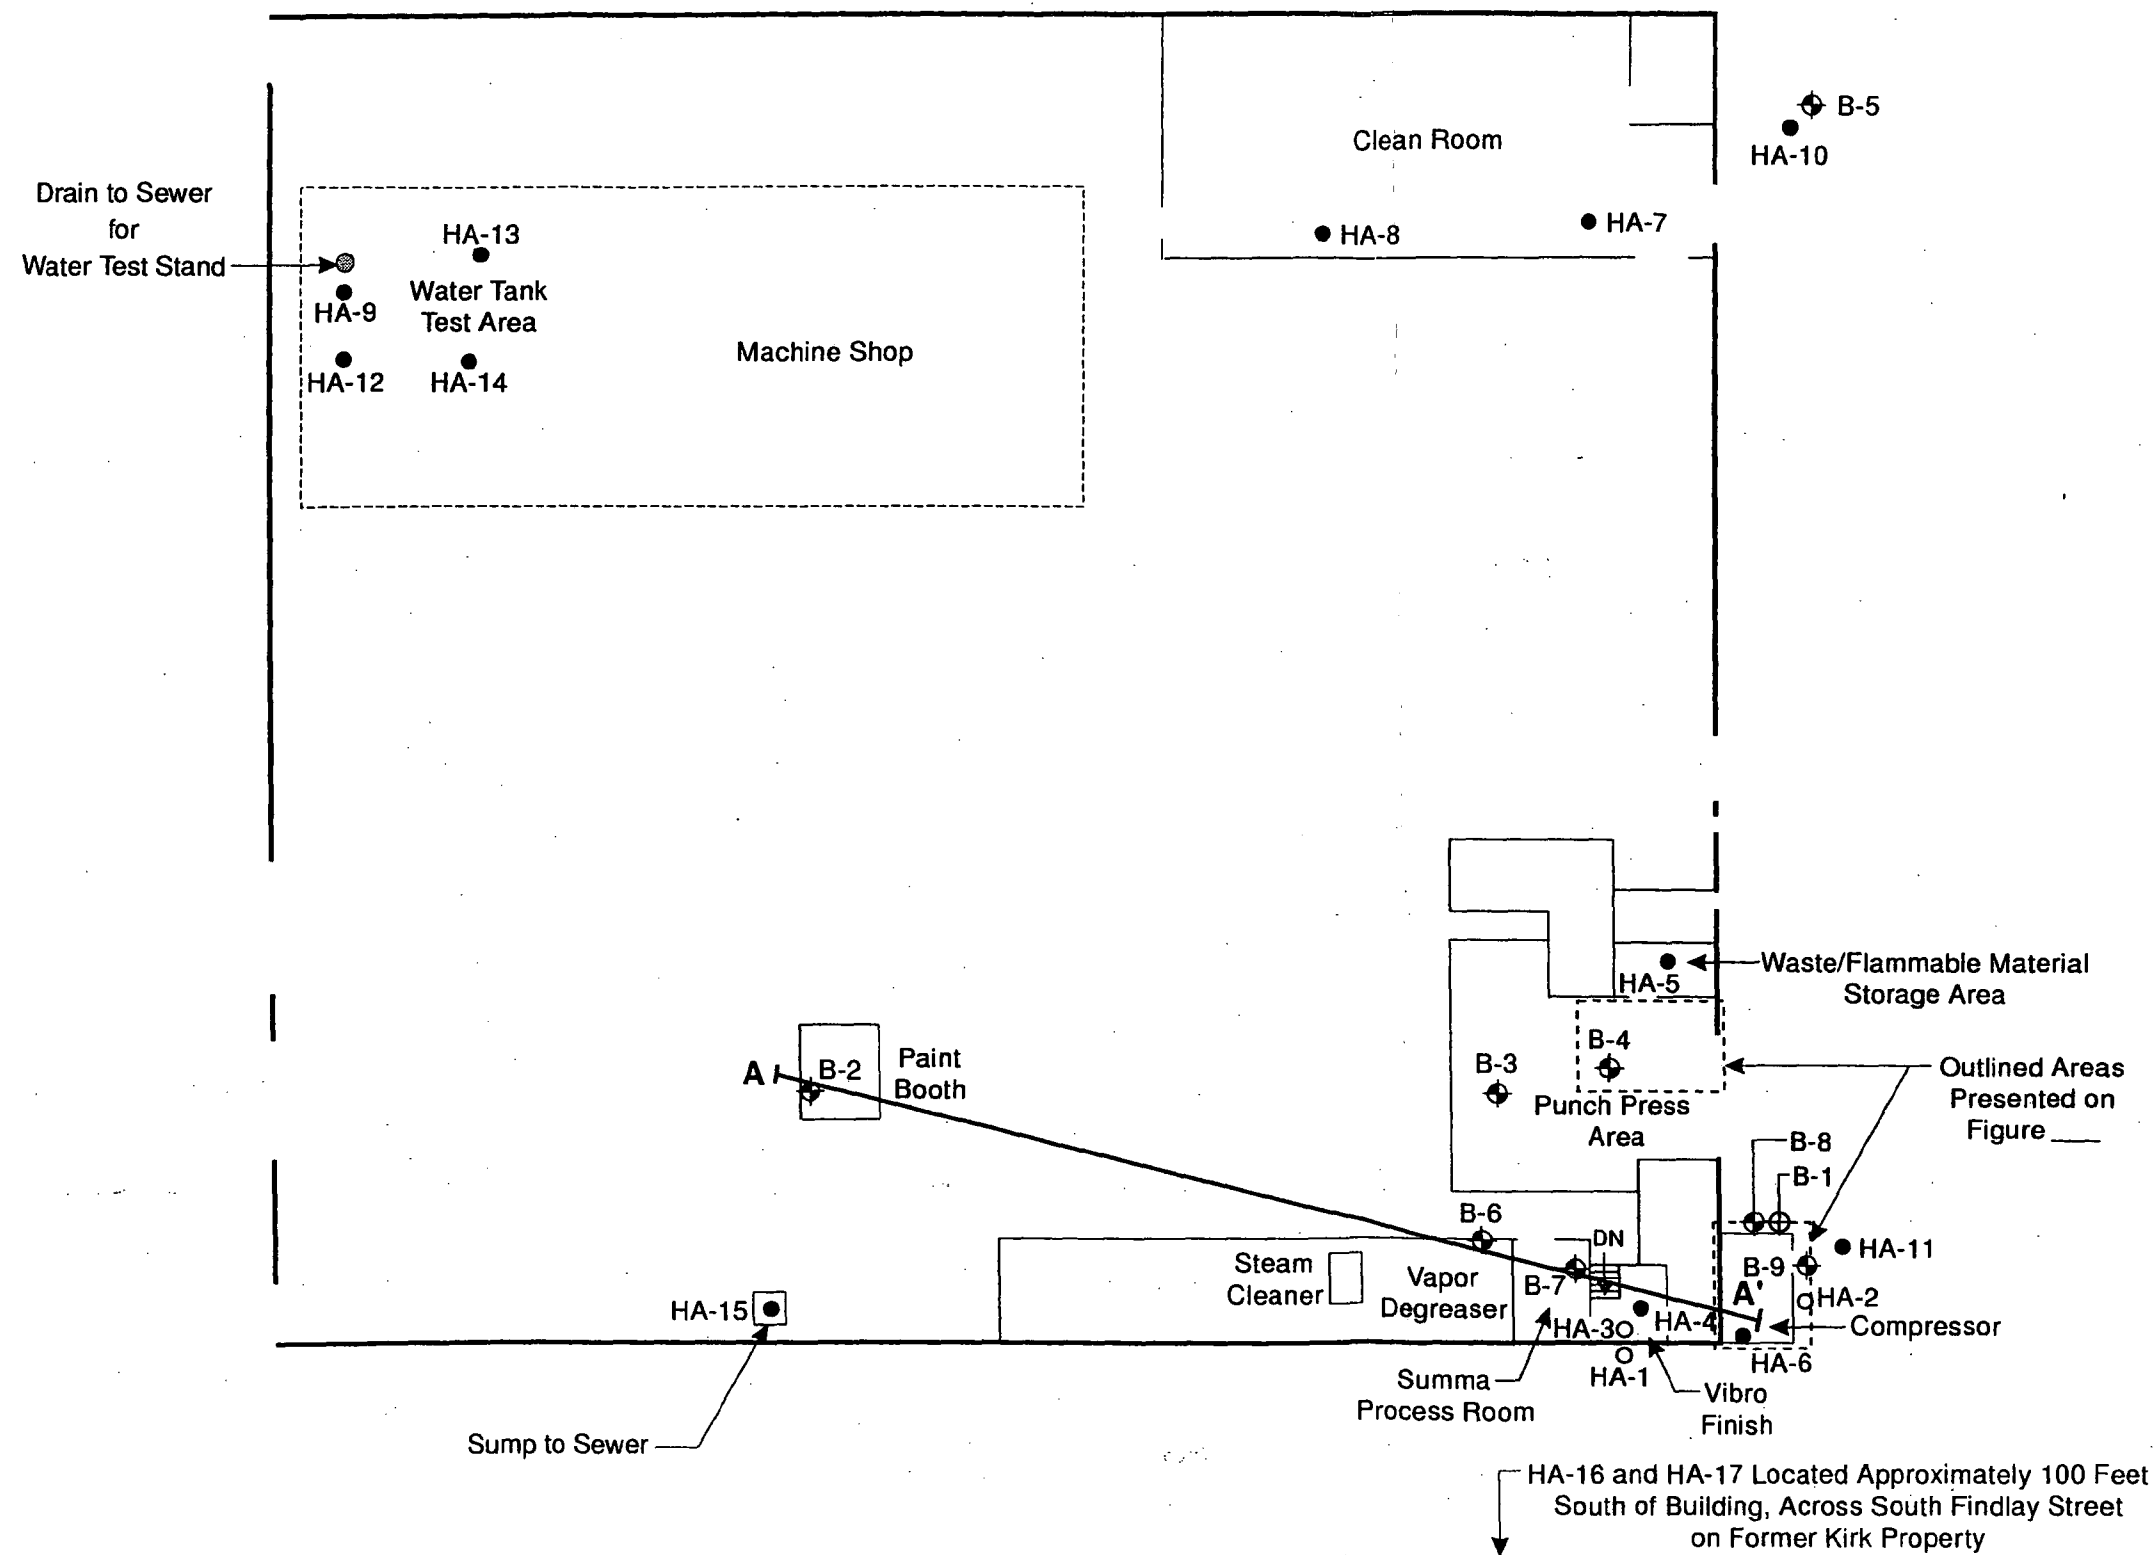 B-5
HA-10
Clean Room
HA-7
HA-8
Drain to Sewer
for
Water Test Stand
HA-13
Water Tank
Test Area
HA-9
HA-12
HA-14
Machine Shop
HA-5
Waste/Flammable Material
Storage Area
B-4
B-3
Punch Press
Area
Outlined Areas
Presented on
Figure ____
A
B-2
Paint
Booth
B-8
B-1
B-6
DN
HA-11
Steam
Cleaner
Vapor
Degreaser
B-7
B-9
A'
HA-2
HA-15
HA-3
HA-4
Compressor
HA-1
HA-6
Summa
Process Room
Vibro
Finish
Sump to Sewer
HA-16 and HA-17 Located Approximately 100 Feet
South of Building, Across South Findlay Street
on Former Kirk Property